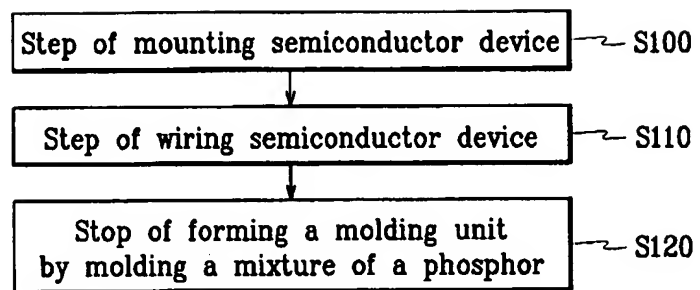 Step of mounting semiconductor device S100
Step of wiring semiconductor device S110
Stop of forming a molding unit
by molding a mixture of a phosphor S120